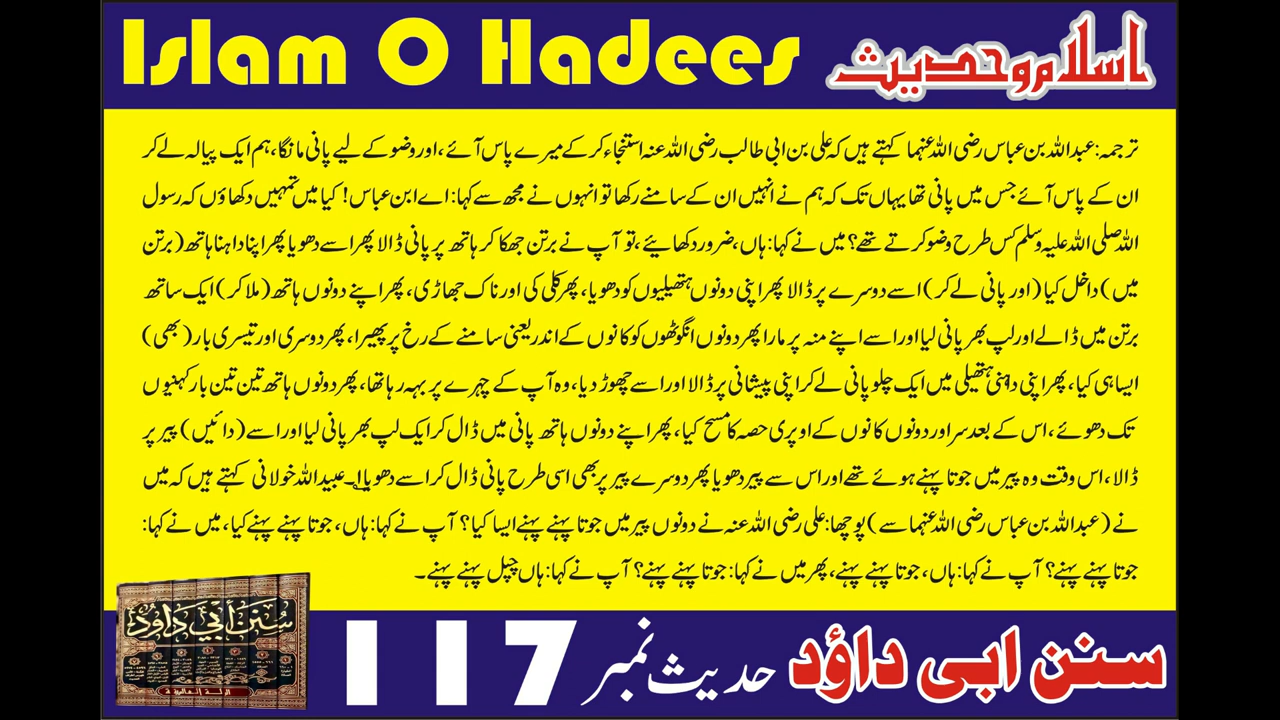 Islam O Hadees اسلام و حدیث
ترجمہ: عبداللہ بن عباس رضی اللہ عنہما کہتے ہیں کہ علی بن ابی طالب رضی اللہ عنہ استنجاء کر کے میرے پاس آئے، اور وضو کے لیے پانی مانگا، ہم ایک پیالہ لے کر
ان کے پاس آئے جس میں پانی تھا یہاں تک کہ ہم نے انہیں ان کے سامنے رکھا تو انہوں نے مجھ سے کہا: اے ابن عباس! کیا میں تمہیں دکھاؤں کہ رسول
اللہ صلی اللہ علیہ وسلم کس طرح وضو کرتے تھے؟ میں نے کہا: ہاں، ضرور دکھائیے، تو آپ نے برتن جھکا کر ہاتھ پر پانی ڈالا پھر اسے دھویا پھر اپنا داہنا ہاتھ (برتن
میں) داخل کیا (اور پانی لے کر) اسے دوسرے پر ڈالا پھر اپنی دونوں ہتھیلیوں کو دھویا، پھر کلی کی اور ناک جھاڑی، پھر اپنے دونوں ہاتھ (ملا کر) ایک ساتھ
برتن میں ڈالے اور لپ بھر پانی لیا اور اسے اپنے منہ پر مارا پھر دونوں انگوٹھوں کو کانوں کے اندر یعنی سامنے کے رخ پر پھیرا، پھر دوسری اور تیسری بار (بھی)
ایسا ہی کیا، پھر اپنی داہنی ہتھیلی میں ایک چلو پانی لے کر اپنی پیشانی پر ڈالا اور اسے چھوڑ دیا، وہ آپ کے چہرے پر بہہ رہا تھا، پھر دونوں ہاتھ تین تین بار کہنیوں
تک دھوئے، اس کے بعد سر اور دونوں کانوں کے اوپری حصہ کا مسح کیا، پھر اپنے دونوں ہاتھ پانی میں ڈال کر ایک لپ بھر پانی لیا اور اسے (دائیں) پیر پر
ڈالا، اس وقت وہ پیر میں جوتا پہنے ہوئے تھے اور اس سے پیر دھویا پھر دوسرے پیر پر بھی اسی طرح پانی ڈال کر اسے دھویا۔ عبیداللہ خولانی کہتے ہیں کہ میں
نے (عبداللہ بن عباس رضی اللہ عنہما سے) پوچھا: علی رضی اللہ عنہ نے دونوں پیر میں جوتا پہنے پہنے ایسا کیا؟ آپ نے کہا: ہاں، جوتا پہنے پہنے کیا، میں نے کہا:
جوتا پہنے پہنے؟ آپ نے کہا: ہاں، جوتا پہنے پہنے، پھر میں نے کہا: جوتا پہنے پہنے؟ آپ نے کہا: ہاں چپل پہنے پہنے۔
سنن ابی داؤد حدیث نمبر 117
سنن أبي داود